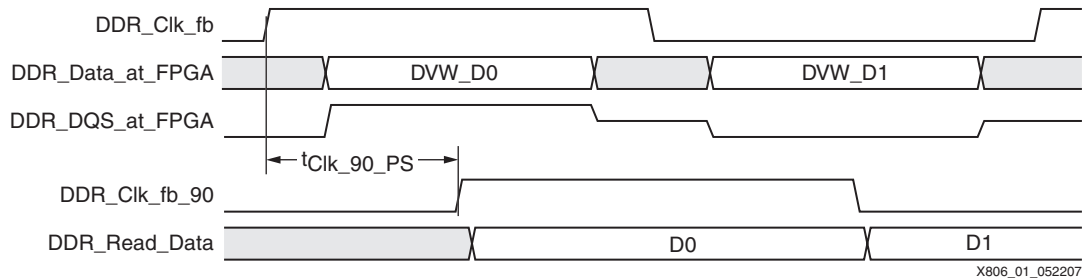 DDR_Clk_fb
DDR_Data_at_FPGA DVW_D0 DVW_D1
DDR_DQS_at_FPGA
tClk_90_PS
DDR_Clk_fb_90
DDR_Read_Data D0 D1
X806_01_052207